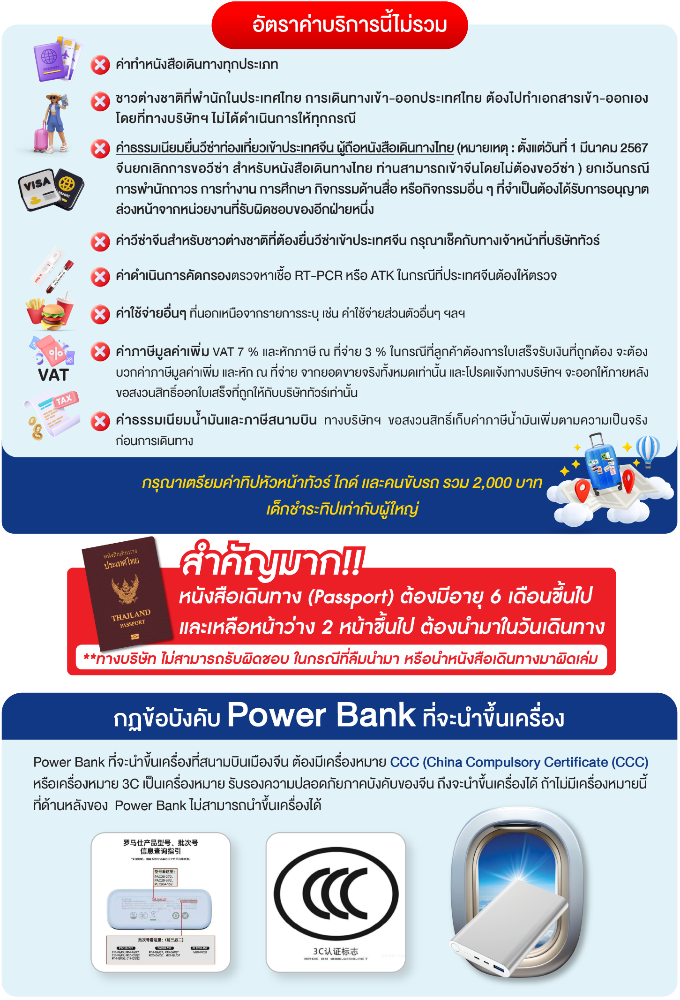 อัตราค่าบริการนี้ไม่รวม
PASSPORT
ค่าทำหนังสือเดินทางทุกประเภท
ชาวต่างชาติที่พำนักในประเทศไทย การเดินทางเข้า-ออกประเทศไทย ต้องไปทำเอกสารเข้า-ออกเอง
โดยที่ทางบริษัทฯ ไม่ได้ดำเนินการให้ทุกกรณี
ค่าธรรมเนียมยื่นวีซ่าท่องเที่ยวเข้าประเทศจีน ผู้ถือหนังสือเดินทางไทย (หมายเหตุ : ตั้งแต่วันที่ 1 มีนาคม 2567
จีนยกเลิกการขอวีซ่า สำหรับหนังสือเดินทางไทย ท่านสามารถเข้าจีนโดยไม่ต้องขอวีซ่า ) ยกเว้นกรณี
การพำนักถาวร การทำงาน การศึกษา กิจกรรมด้านสื่อ หรือกิจกรรมอื่น ๆ ที่จำเป็นต้องได้รับการอนุญาต
ล่วงหน้าจากหน่วยงานที่รับผิดชอบของอีกฝ่ายหนึ่ง
VISA
SPORT
ค่าวีซ่าจีนสำหรับชาวต่างชาติที่ต้องยื่นวีซ่าเข้าประเทศจีน กรุณาเช็คกับทางเจ้าหน้าที่บริษัททัวร์
COVID-19
ค่าดำเนินการคัดกรองตรวจหาเชื้อ RT-PCR หรือ ATK ในกรณีที่ประเทศจีนต้องให้ตรวจ
ค่าใช้จ่ายอื่นๆ ที่นอกเหนือจากรายการระบุ เช่น ค่าใช้จ่ายส่วนตัวอื่นๆ ฯลฯ
ค่าภาษีมูลค่าเพิ่ม VAT 7 % และหักภาษี ณ ที่จ่าย 3 % ในกรณีที่ลูกค้าต้องการใบเสร็จรับเงินที่ถูกต้อง จะต้อง
บวกค่าภาษีมูลค่าเพิ่ม และหัก ณ ที่จ่าย จากยอดขายจริงทั้งหมดเท่านั้น และโปรดแจ้งทางบริษัทฯ จะออกให้ภายหลัง
ขอสงวนสิทธิ์ออกใบเสร็จที่ถูกให้กับบริษัททัวร์เท่านั้น
%
VAT
TAX
ค่าธรรมเนียมน้ำมันและภาษีสนามบิน ทางบริษัทฯ ขอสงวนสิทธิ์เก็บค่าภาษีน้ำมันเพิ่มตามความเป็นจริง
ก่อนการเดินทาง
กรุณาเตรียมค่าทิปหัวหน้าทัวร์ ไกด์ และคนขับรถ รวม 2,000 บาท
เด็กชำระทิปเท่ากับผู้ใหญ่
หนังสือเดินทาง
ประเทศไทย
THAILAND
PASSPORT
สำคัญมาก!!
หนังสือเดินทาง (Passport) ต้องมีอายุ 6 เดือนขึ้นไป
และเหลือหน้าว่าง 2 หน้าขึ้นไป ต้องนำมาในวันเดินทาง
**ทางบริษัท ไม่สามารถรับผิดชอบ ในกรณีที่ลืมนำมา หรือนำหนังสือเดินทางมาผิดเล่ม
กฏข้อบังคับ Power Bank ที่จะนำขึ้นเครื่อง
Power Bank ที่จะนำขึ้นเครื่องที่สนามบินเมืองจีน ต้องมีเครื่องหมาย CCC (China Compulsory Certificate (CCC)
หรือเครื่องหมาย 3C เป็นเครื่องหมาย รับรองความปลอดภัยภาคบังคับของจีน ถึงจะนำขึ้นเครื่องได้ ถ้าไม่มีเครื่องหมายนี้
ที่ด้านหลังของ Power Bank ไม่สามารถนำขึ้นเครื่องได้
罗马仕产品型号、批次号
信息查询指引
型号看这里：
PAC20-272、
PAC20-392、
PLT20A-152
批次号看这里：(前三后二)
PAC20-272 PAC20-392 PLT20A-152
CCC
3C认证标志
MADE BY WWW.U148.NET